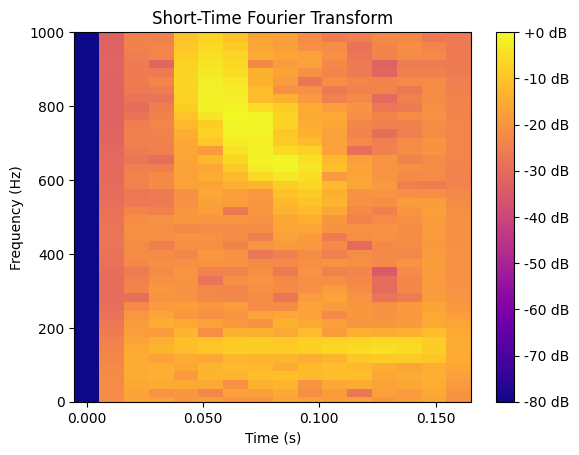 Short-Time Fourier Transform
Frequency (Hz)
1000
800
600
400
200
0
0.000
0.050
0.100
0.150
Time (s)
+0 dB
-10 dB
-20 dB
-30 dB
-40 dB
-50 dB
-60 dB
-70 dB
-80 dB